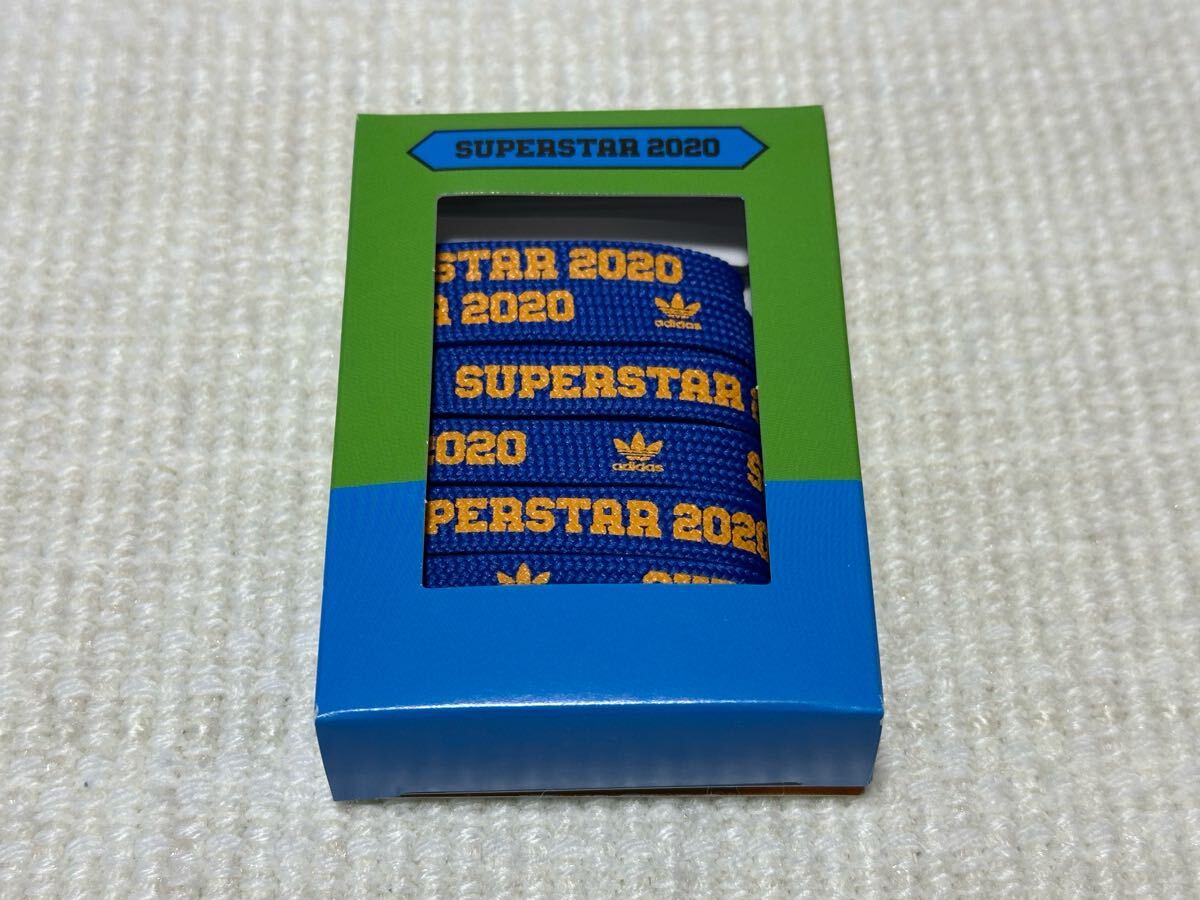 SUPERSTAR 2020
STAR 2020
2020
adidas
SUPERSTAR
2020
adidas
PERSTAR 2020